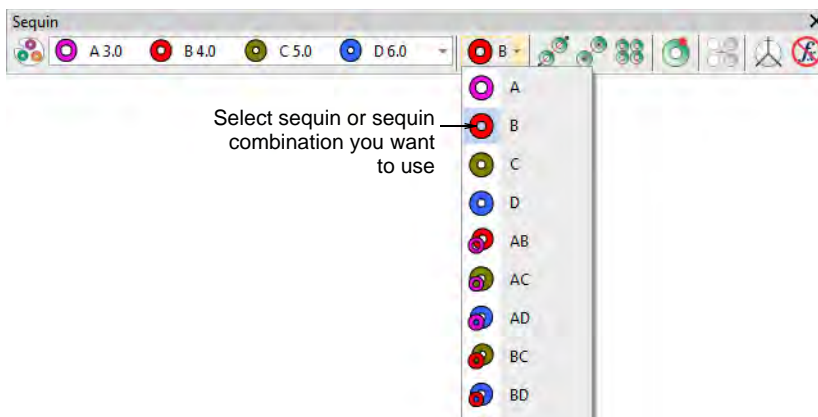 Sequin
A 3.0 B 4.0 C 5.0 D 6.0 B
A
Select sequin or sequin
B
combination you want
to use
C
D
AB
AC
AD
BC
BD